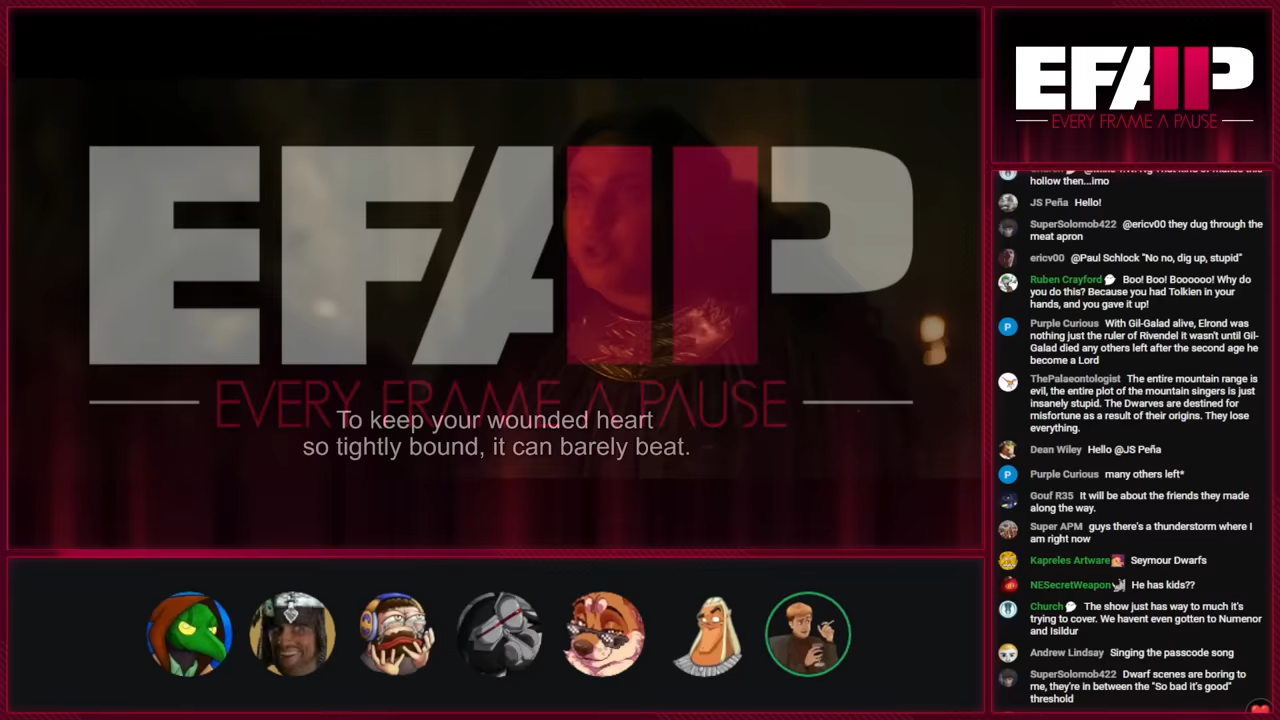 EFAP
EVERY FRAME A PAUSE
To keep your wounded heart
so tightly bound, it can barely beat.
EFAP
EVERY FRAME A PAUSE
hollow then...imo
JS Peña Hello!
SuperSolomob422 @ericv00 they dug through the
meat apron
ericv00 @Paul Schlock "No no, dig up, stupid"
Ruben Crayford Boo! Boo! Boooooo! Why do
you do this? Because you had Tolkien in your
hands, and you gave it up!
Purple Curious With Gil-Galad alive, Elrond was
nothing just the ruler of Rivendel it wasn't until Gil-
Galad died any others left after the second age he
become a Lord
ThePalaeontologist The entire mountain range is
evil, the entire plot of the mountain singers is just
insanely stupid. The Dwarves are destined for
misfortune as a result of their origins. They lose
everything.
Dean Wiley Hello @JS Peña
P Purple Curious many others left*
Gouf R35 It will be about the friends they made
along the way.
Super APM guys there's a thunderstorm where I
am right now
Kapreles Artware Seymour Dwarfs
NESecretWeapon He has kids??
Church The show just has way to much it's
trying to cover. We havent even gotten to Numenor
and Isildur
Andrew Lindsay Singing the passcode song
SuperSolomob422 Dwarf scenes are boring to
me, they're in between the "So bad it's good"
threshold